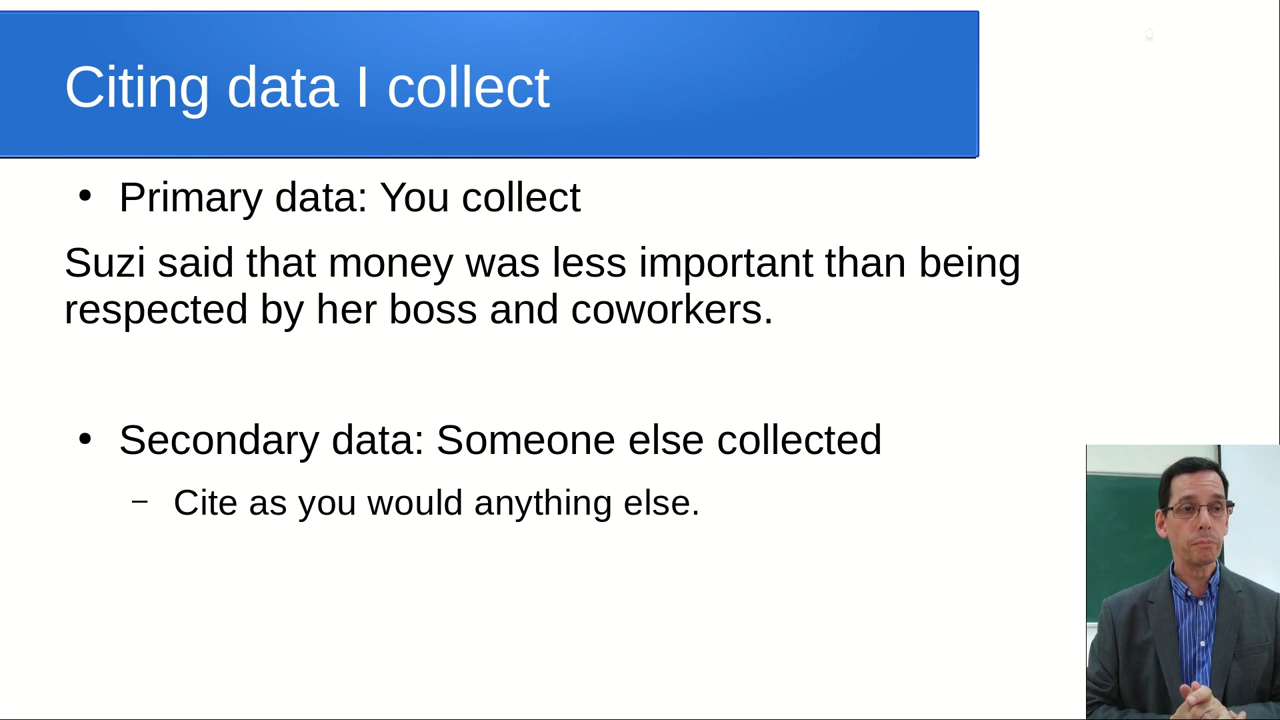 Citing data I collect
• Primary data: You collect
Suzi said that money was less important than being
respected by her boss and coworkers.
• Secondary data: Someone else collected
– Cite as you would anything else.